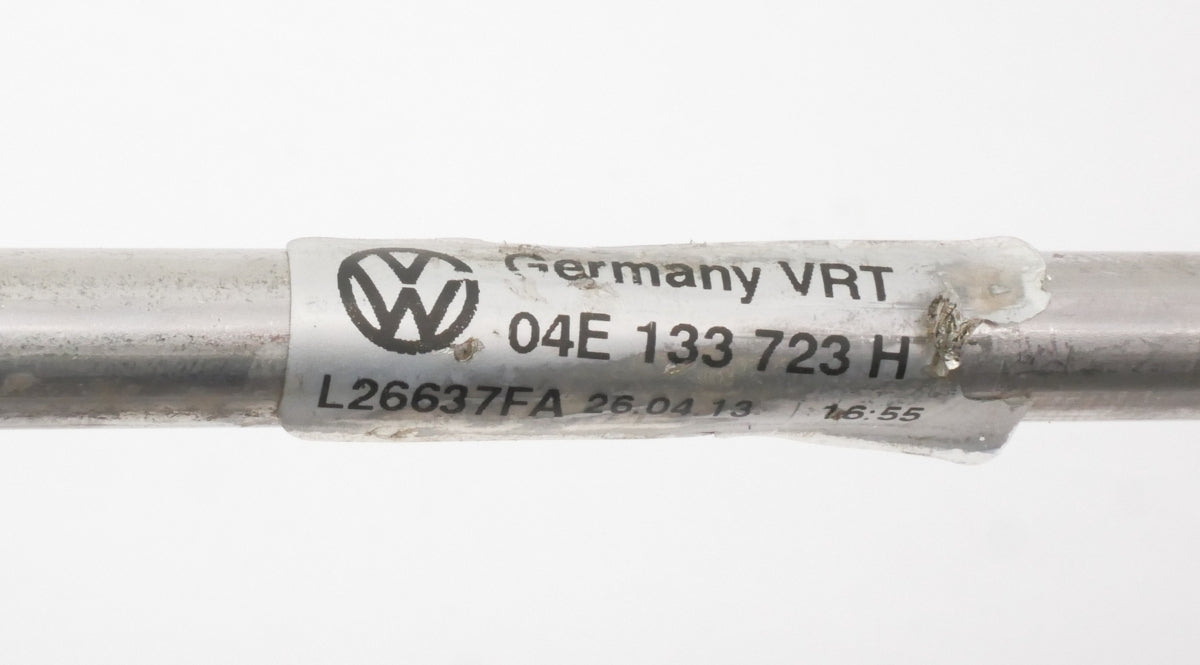 Germany VRT
04E 133 723 H
L26637FA 26.04.13 16:55